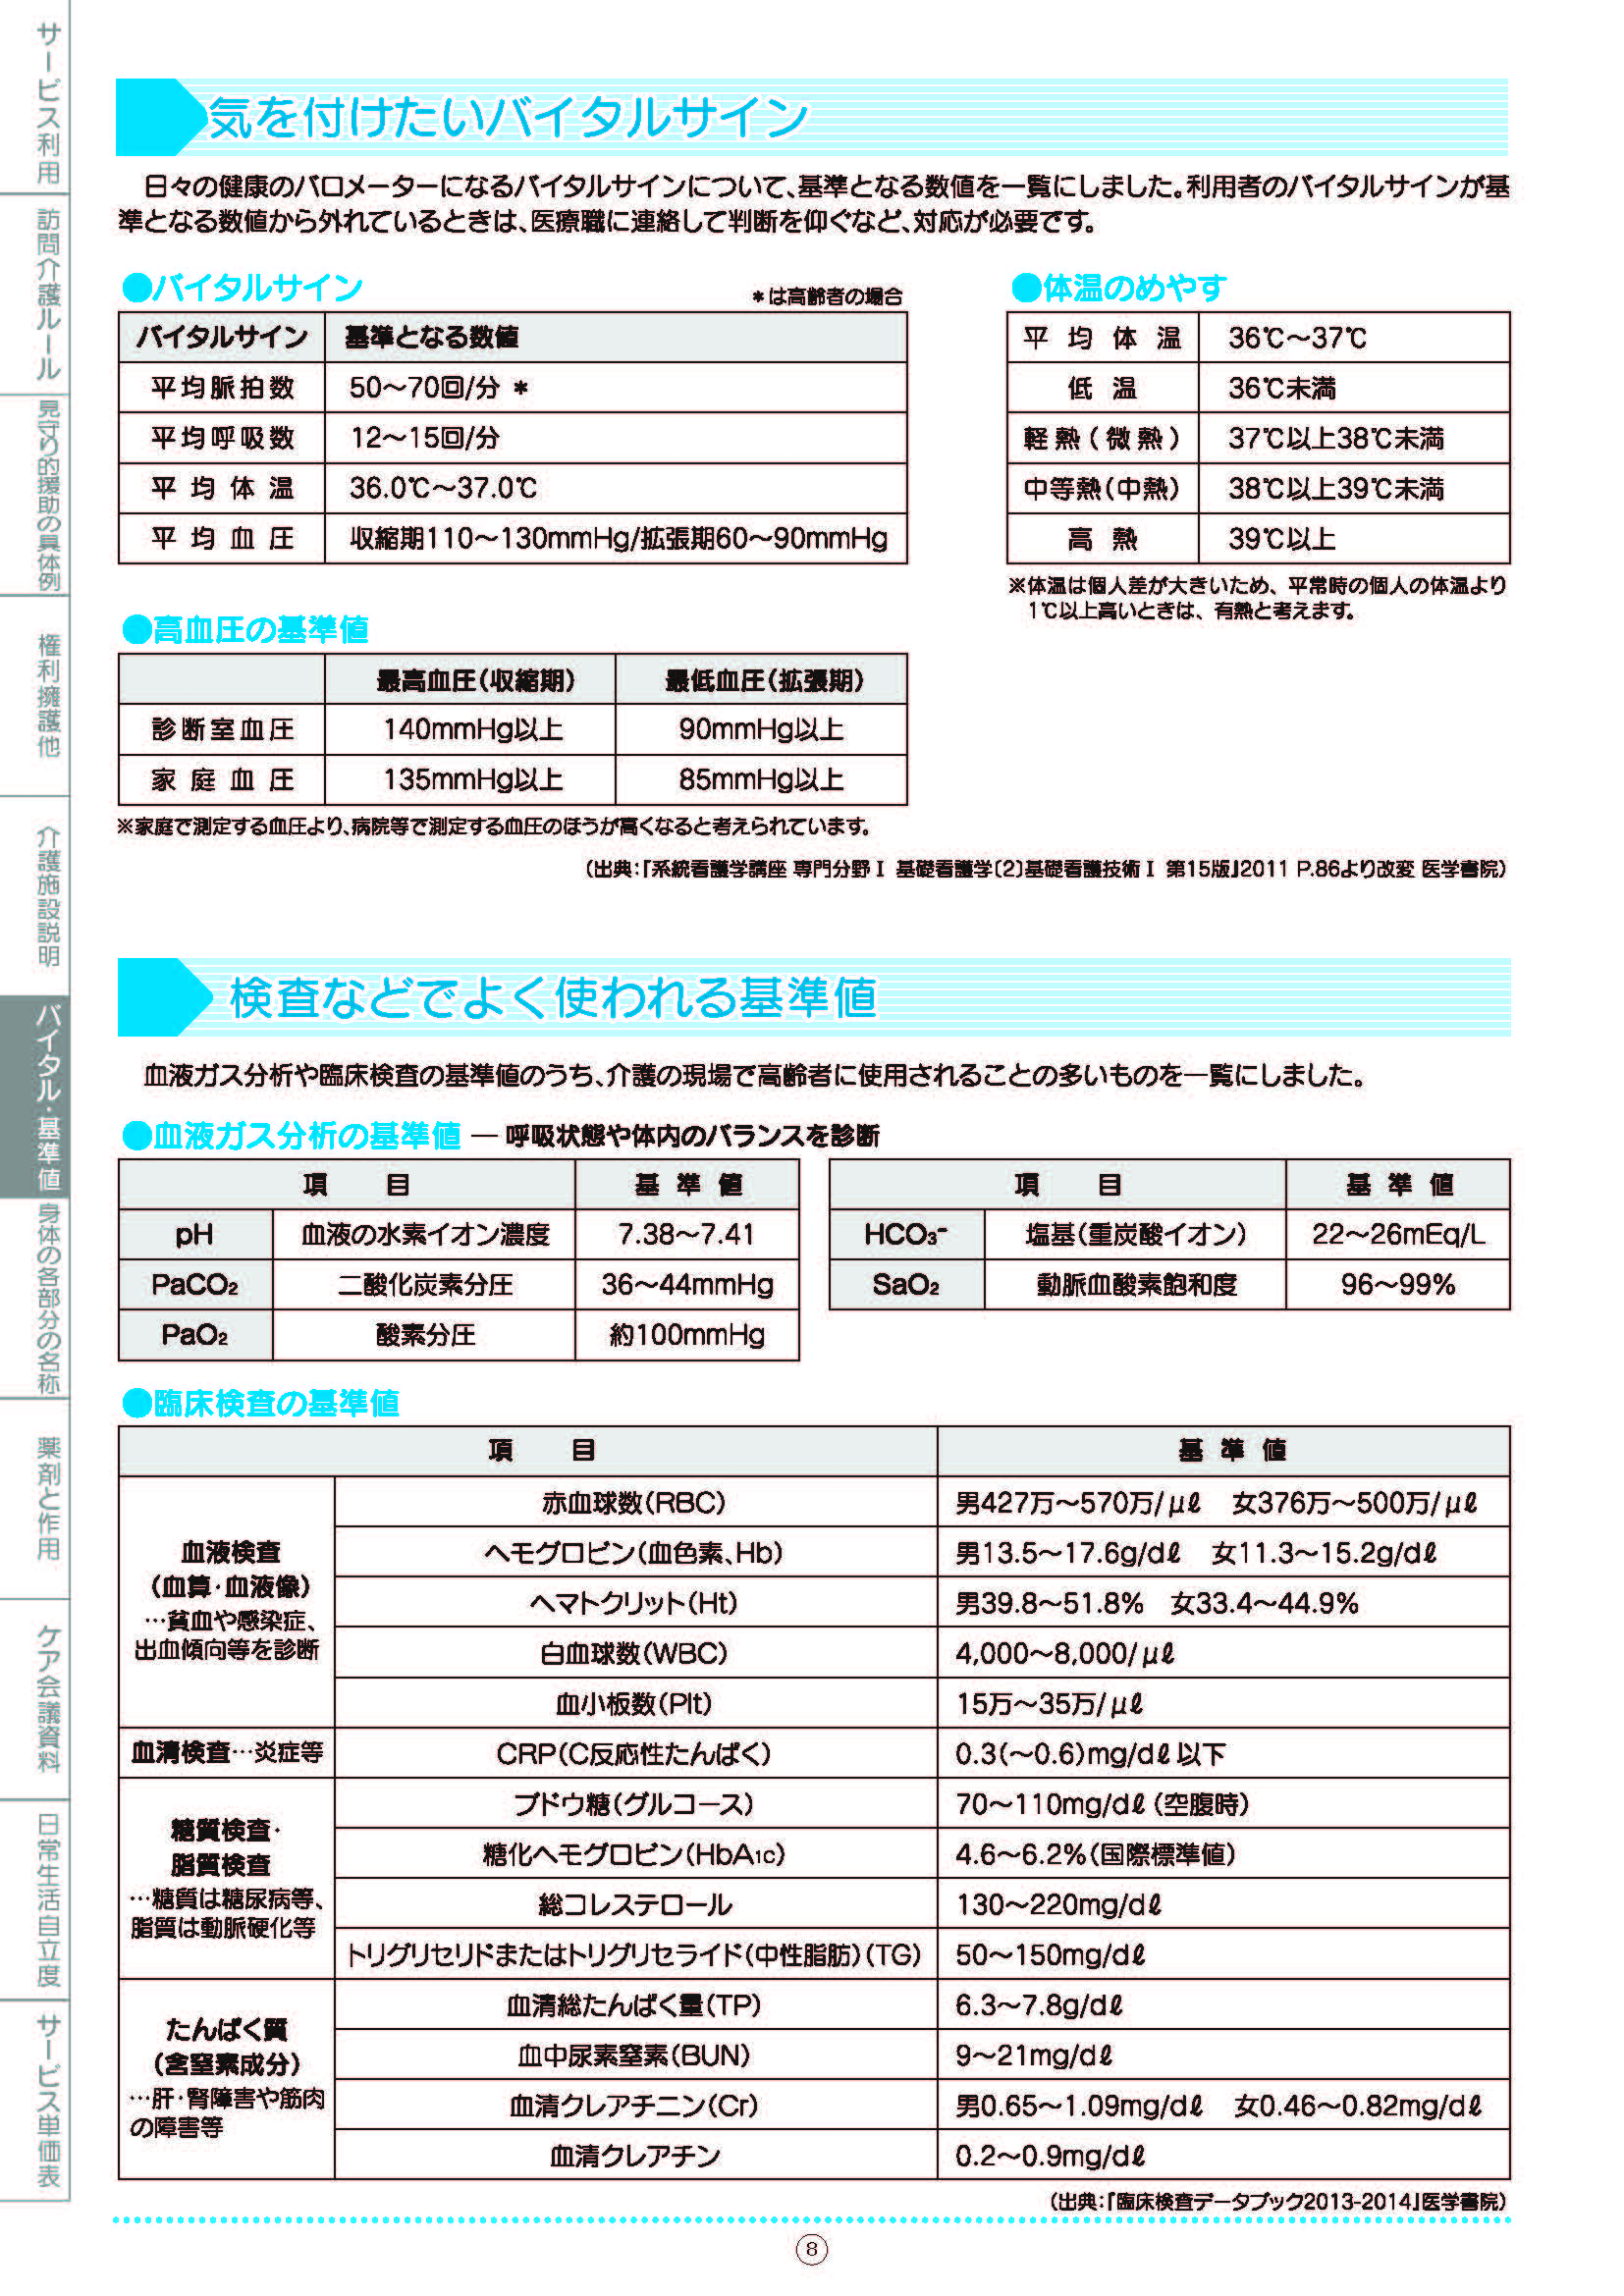 サービス利用
訪問介護ルール
見守り的援助の具体例
権利擁護他
介護施設説明
バイタル・基準値
身体の各部分の名称
薬剤と作用
ケア会議資料
日常生活自立度
サービス単価表
気を付けたいバイタルサイン
日々の健康のバロメーターになるバイタルサインについて、基準となる数値を一覧にしました。利用者のバイタルサインが基
準となる数値から外れているときは、医療職に連絡して判断を仰ぐなど、対応が必要です。
●バイタルサイン
*は高齢者の場合
バイタルサイン 基準となる数値
平均脈拍数 50〜70回/分 *
平均呼吸数 12〜15回/分
平均体温 36.0℃〜37.0℃
平均血圧 収縮期110〜130mmHg/拡張期60〜90mmHg
●体温のめやす
平均体温 36℃〜37℃
低温 36℃未満
軽熱(微熱) 37℃以上38℃未満
中等熱(中熱) 38℃以上39℃未満
高熱 39℃以上
※体温は個人差が大きいため、平常時の個人の体温より
1℃以上高いときは、有熱と考えます。
●高血圧の基準値
最高血圧(収縮期) 最低血圧(拡張期)
診断室血圧 140mmHg以上 90mmHg以上
家庭血圧 135mmHg以上 85mmHg以上
※家庭で測定する血圧より、病院等で測定する血圧のほうが高くなると考えられています。
(出典:「系統看護学講座 専門分野Ⅰ 基礎看護学〔2〕基礎看護技術Ⅰ 第15版」2011 P.86より改変 医学書院)
検査などでよく使われる基準値
血液ガス分析や臨床検査の基準値のうち、介護の現場で高齢者に使用されることの多いものを一覧にしました。
●血液ガス分析の基準値 ― 呼吸状態や体内のバランスを診断
項目 基準値
pH 血液の水素イオン濃度 7.38〜7.41
PaCO₂ 二酸化炭素分圧 36〜44mmHg
PaO₂ 酸素分圧 約100mmHg
項目 基準値
HCO₃⁻ 塩基(重炭酸イオン) 22〜26mEq/L
SaO₂ 動脈血酸素飽和度 96〜99%
●臨床検査の基準値
項目 基準値
血液検査
(血算・血液像)
…貧血や感染症、
出血傾向等を診断
赤血球数(RBC) 男427万〜570万/μℓ 女376万〜500万/μℓ
ヘモグロビン(血色素、Hb) 男13.5〜17.6g/dℓ 女11.3〜15.2g/dℓ
ヘマトクリット(Ht) 男39.8〜51.8% 女33.4〜44.9%
白血球数(WBC) 4,000〜8,000/μℓ
血小板数(Plt) 15万〜35万/μℓ
血清検査…炎症等 CRP(C反応性たんぱく) 0.3(〜0.6)mg/dℓ以下
糖質検査・
脂質検査
…糖質は糖尿病等、
脂質は動脈硬化等
ブドウ糖(グルコース) 70〜110mg/dℓ(空腹時)
糖化ヘモグロビン(HbA1C) 4.6〜6.2%(国際標準値)
総コレステロール 130〜220mg/dℓ
トリグリセリドまたはトリグリセライド(中性脂肪)(TG) 50〜150mg/dℓ
たんぱく質
(含窒素成分)
…肝・腎障害や筋肉
の障害等
血清総たんぱく量(TP) 6.3〜7.8g/dℓ
血中尿素窒素(BUN) 9〜21mg/dℓ
血清クレアチニン(Cr) 男0.65〜1.09mg/dℓ 女0.46〜0.82mg/dℓ
血清クレアチン 0.2〜0.9mg/dℓ
(出典:「臨床検査データブック2013-2014」医学書院)
8